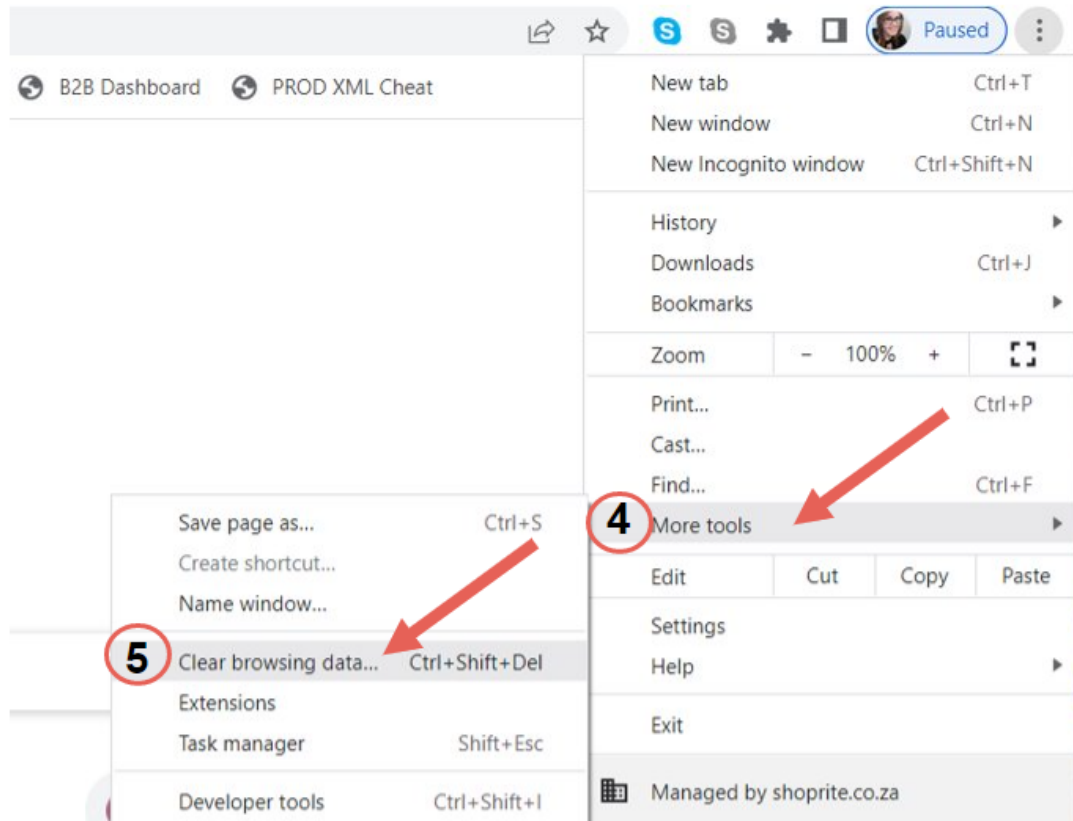 S S Paused
B2B Dashboard PROD XML Cheat
New tab Ctrl+T
New window Ctrl+N
New Incognito window Ctrl+Shift+N
History
Downloads Ctrl+J
Bookmarks
Zoom - 100% +
Print... Ctrl+P
Cast...
Find... Ctrl+F
4 More tools
Edit Cut Copy Paste
Settings
Help
Exit
Managed by shoprite.co.za
Save page as... Ctrl+S
Create shortcut...
Name window...
5 Clear browsing data... Ctrl+Shift+Del
Extensions
Task manager Shift+Esc
Developer tools Ctrl+Shift+I